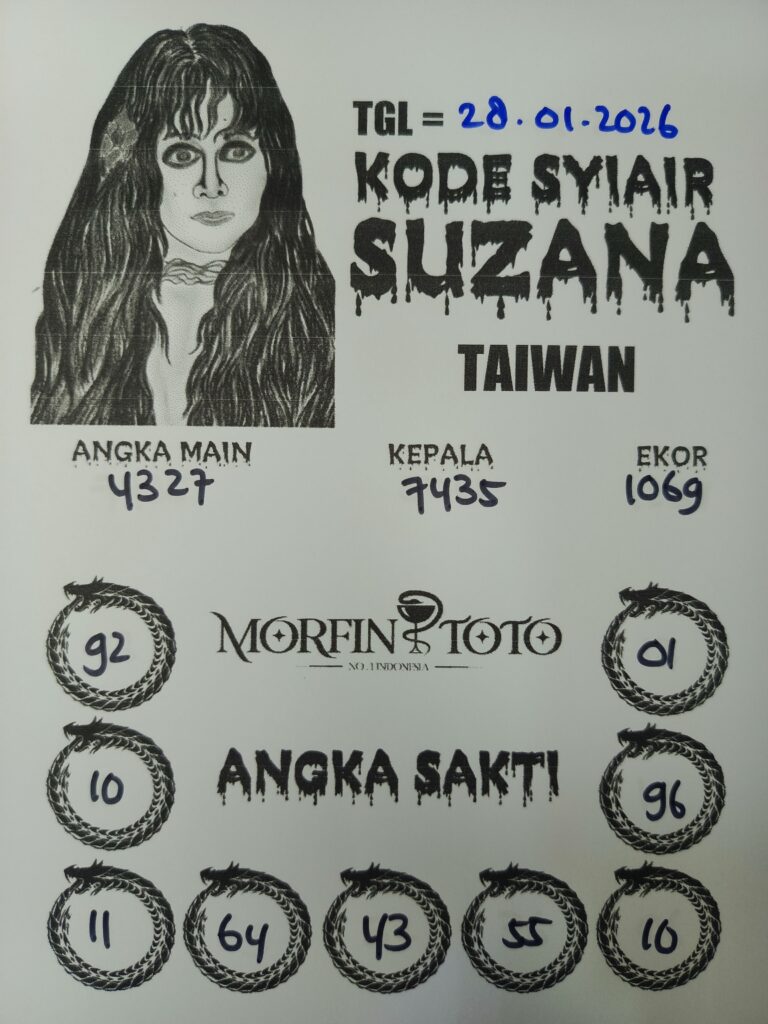 TGL = 28.01.2026
KODE SYIAIR
SUZANA
TAIWAN
ANGKA MAIN KEPALA EKOR
4327 7435 1069
MORFIN TOTO
NO. 1 INDONESIA
92 01
ANGKA SAKTI
10 96
11 64 43 55 10